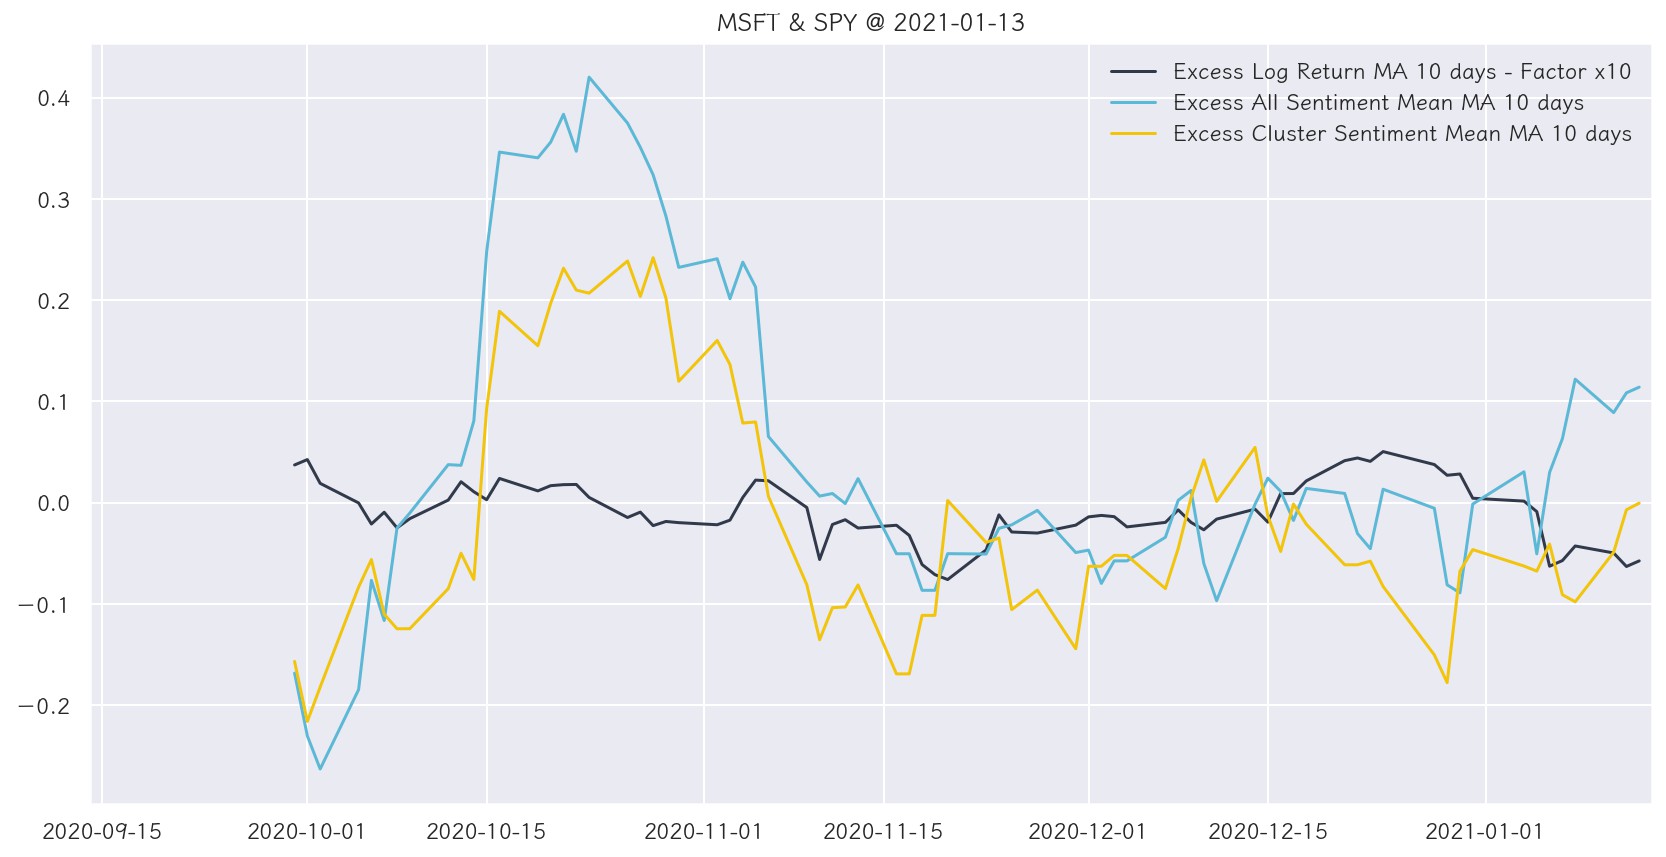 MSFT & SPY @ 2021-01-13
Excess Log Return MA 10 days - Factor x10
Excess All Sentiment Mean MA 10 days
Excess Cluster Sentiment Mean MA 10 days
0.4
0.3
0.2
0.1
0.0
−0.1
−0.2
2020-09-15 2020-10-01 2020-10-15 2020-11-01 2020-11-15 2020-12-01 2020-12-15 2021-01-01